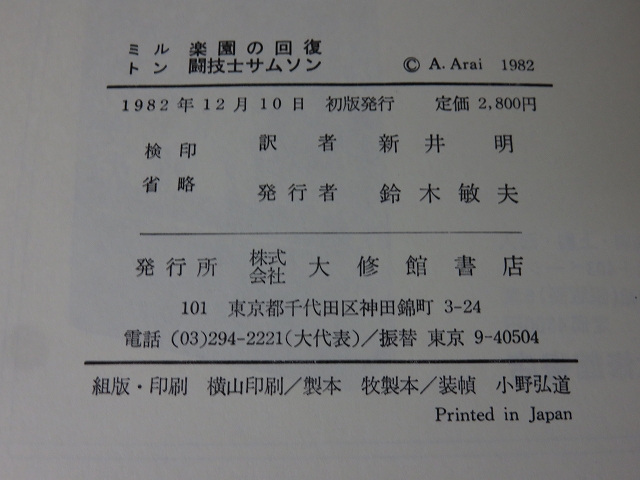 ミルトン 楽園の回復
闘技士サムソン
© A. Arai 1982
1982年12月10日 初版発行 定価 2,800円
検印省略
訳者 新井明
発行者 鈴木敏夫
発行所 株式会社 大修館書店
101 東京都千代田区神田錦町 3-24
電話 (03)294-2221(大代表)/振替 東京 9-40504
組版・印刷 横山印刷/製本 牧製本/装幀 小野弘道
Printed in Japan